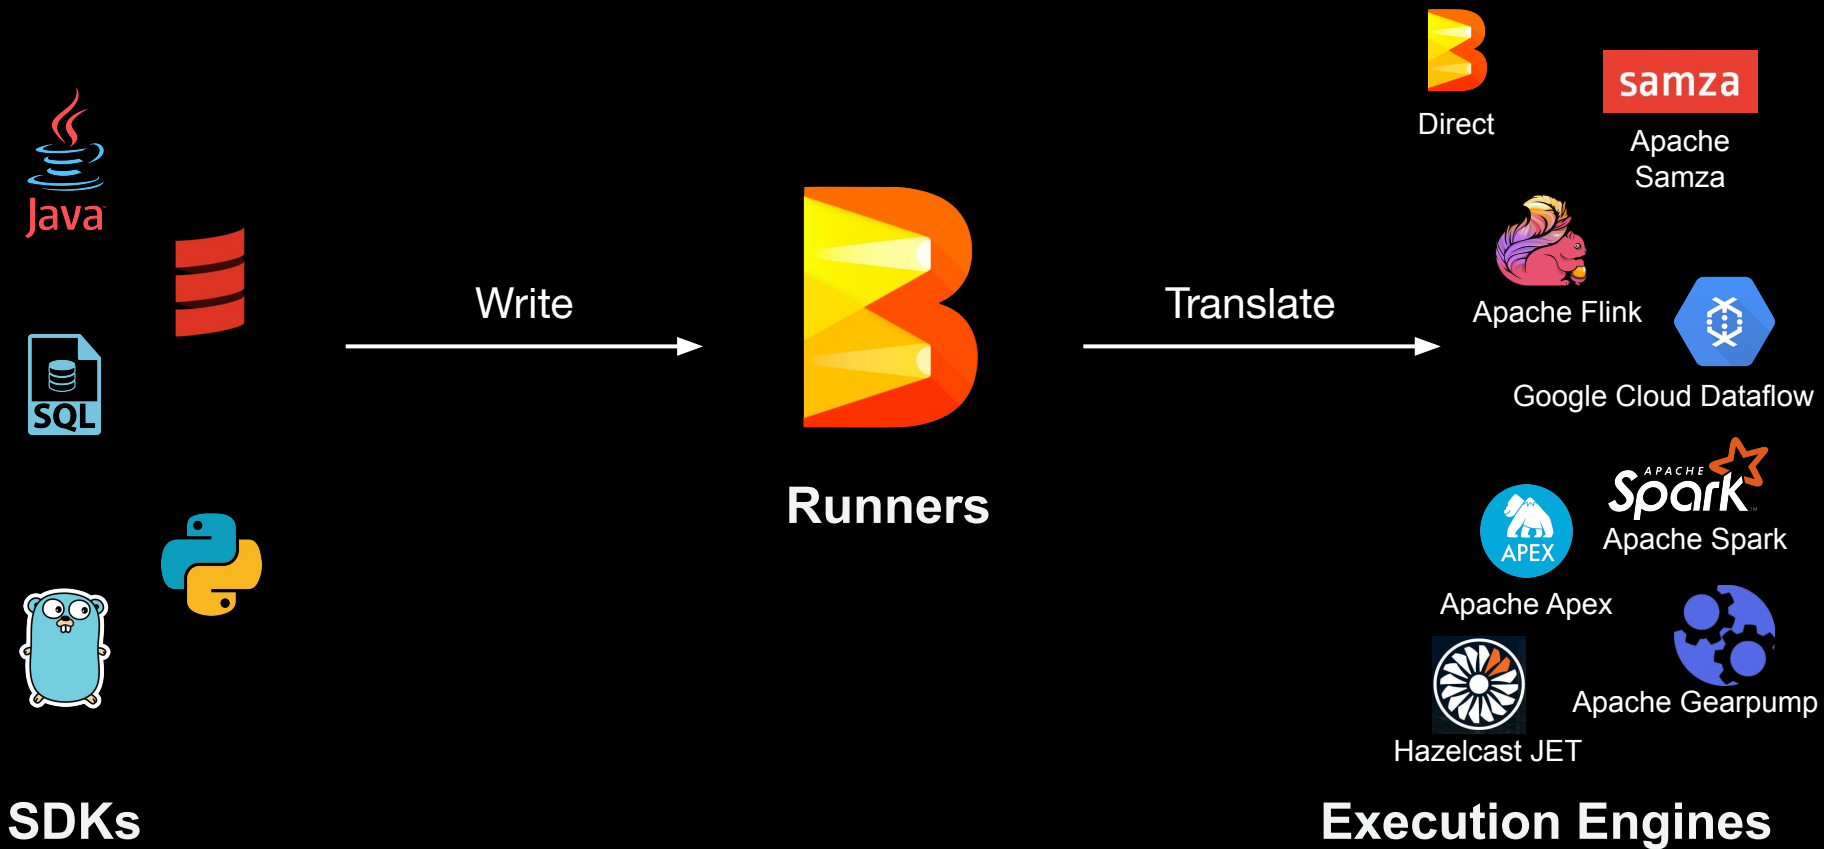 Java
SQL
SDKs
Write
Runners
Translate
Direct
samza
Apache
Samza
Apache Flink
Google Cloud Dataflow
APACHE
Spark
Apache Spark
APEX
Apache Apex
Apache Gearpump
Hazelcast JET
Execution Engines